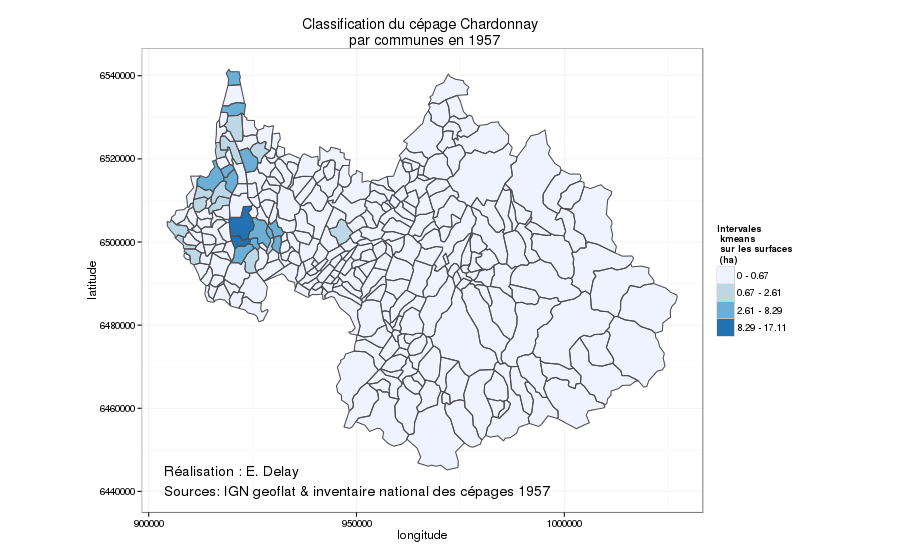 Classification du cépage Chardonnay
par communes en 1957
6540000
6520000
6500000
6480000
6460000
6440000
latitude
900000
950000
1000000
longitude
Réalisation : E. Delay
Sources: IGN geoflat & inventaire national des cépages 1957
Intervales
kmeans
sur les surfaces
(ha)
0 - 0.67
0.67 - 2.61
2.61 - 8.29
8.29 - 17.11